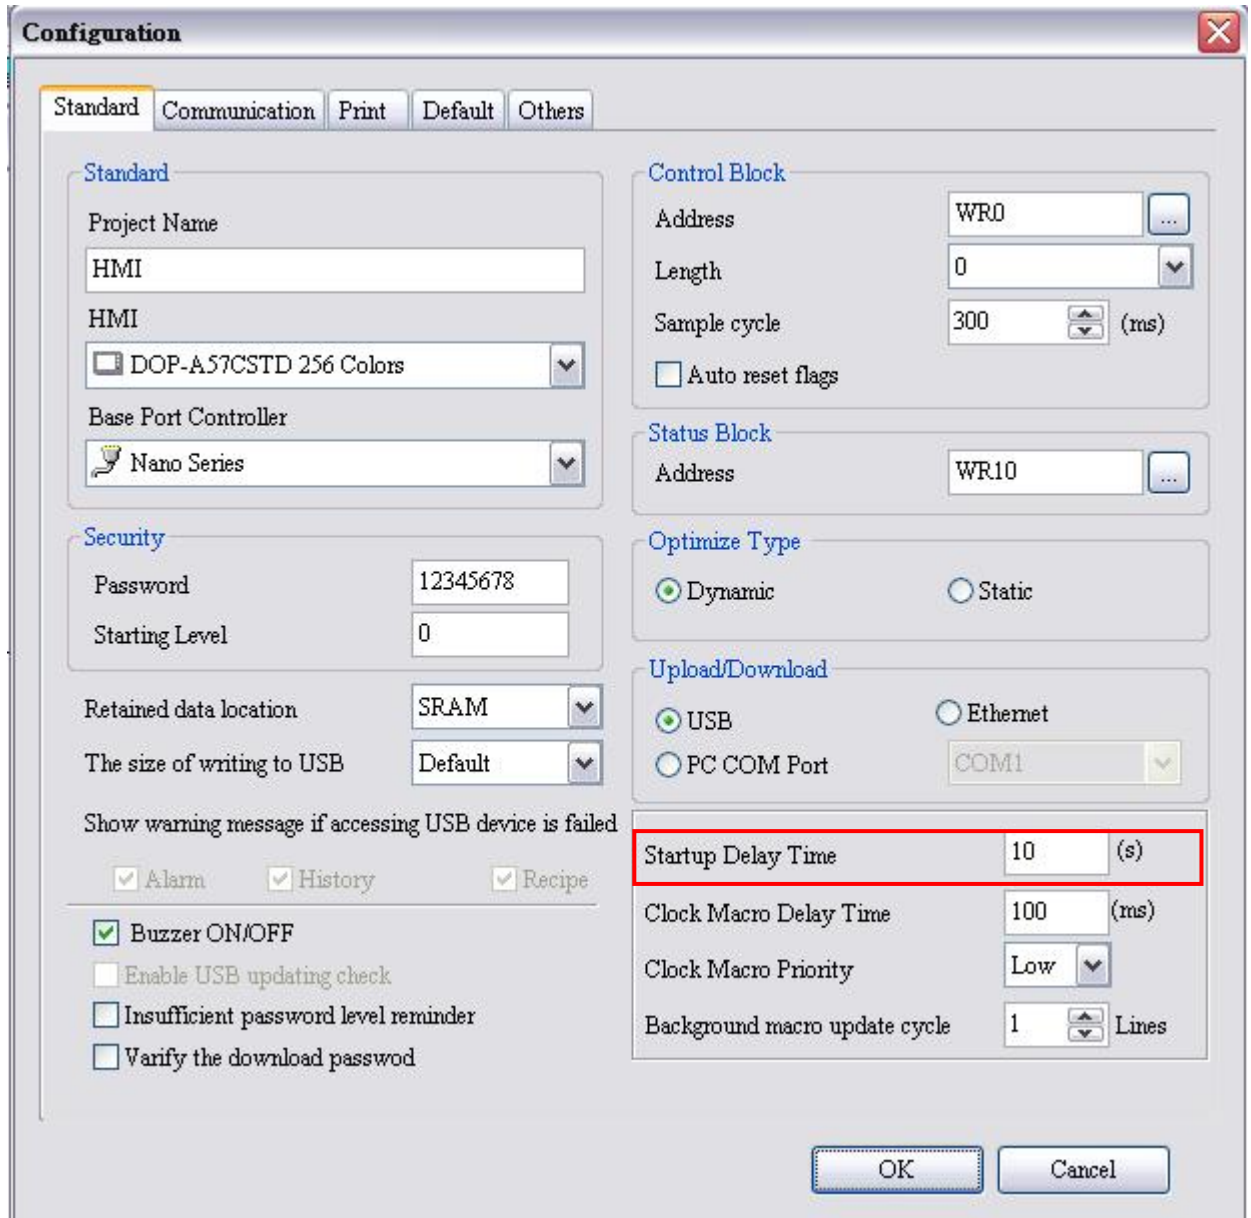 Configuration
Standard
Communication
Print
Default
Others
Standard
Project Name
HMI
HMI
DOP-A57CSTD 256 Colors
Base Port Controller
Nano Series
Security
Password
12345678
Starting Level
0
Retained data location
SRAM
The size of writing to USB
Default
Show warning message if accessing USB device is failed
Alarm
History
Recipe
Buzzer ON/OFF
Enable USB updating check
Insufficient password level reminder
Varify the download passwod
Control Block
Address
WR0
...
Length
0
Sample cycle
300
(ms)
Auto reset flags
Status Block
Address
WR10
...
Optimize Type
Dynamic
Static
Upload/Download
USB
Ethernet
PC COM Port
COM1
Startup Delay Time
10
(s)
Clock Macro Delay Time
100
(ms)
Clock Macro Priority
Low
Background macro update cycle
1
Lines
OK
Cancel